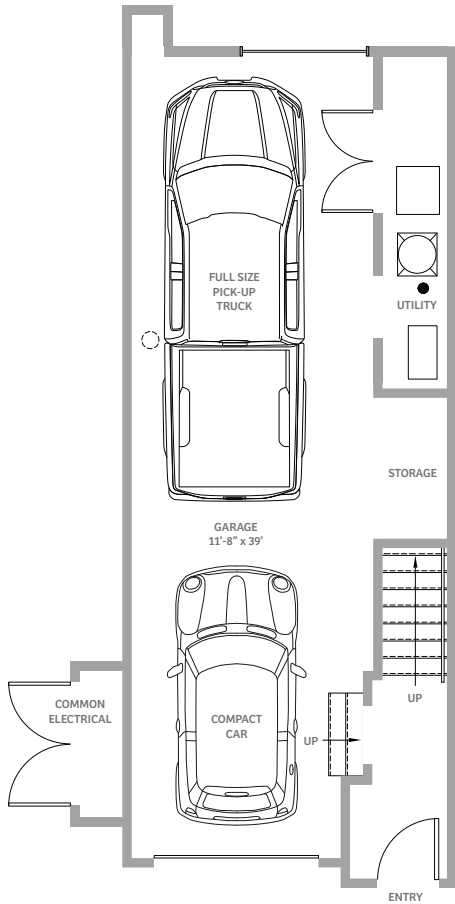 FULL SIZE
PICK-UP
TRUCK
UTILITY
STORAGE
GARAGE
11'-8" x 39'
UP
COMMON
ELECTRICAL
COMPACT
CAR
UP
ENTRY